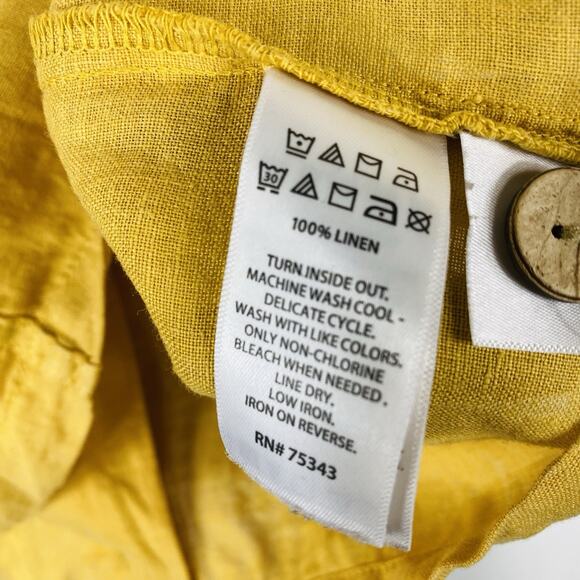 30
100% LINEN
TURN INSIDE OUT.
MACHINE WASH COOL -
DELICATE CYCLE.
WASH WITH LIKE COLORS.
ONLY NON-CHLORINE
BLEACH WHEN NEEDED.
LINE DRY.
LOW IRON.
IRON ON REVERSE.
RN# 75343